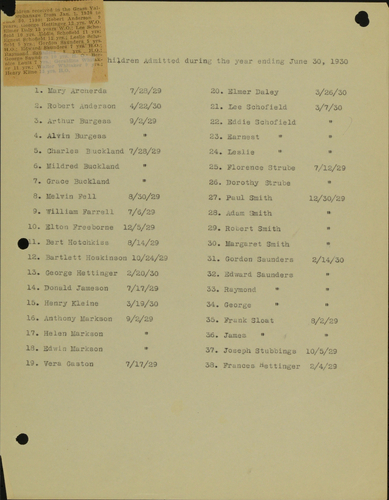 Children Admitted during the year ending June 30, 1930
1. Mary Aronerds 7/28/29
2. Robert Anderson 4/22/30
3. Arthur Burgess 9/2/29
4. Alvin Burgess "
5. Charles Buckland 7/28/29
6. Mildred Buckland "
7. Grace Buckland "
8. Melvin Fell 8/30/29
9. William Farrell 7/6/29
10. Elton Freeborne 12/5/29
11. Bert Hotchkiss 8/14/29
12. Bartlett Hoskinson 10/24/29
13. George Hettinger 2/20/30
14. Donald Jameson 7/17/29
15. Henry Kleine 3/19/30
16. Anthony Markson 9/2/29
17. Helen Markson "
18. Edwin Markson "
19. Vera Gaston 7/17/29
20. Elmer Daley 3/26/30
21. Lee Schofield 3/7/30
22. Eddie Schofield "
23. Earnest " "
24. Leslie " "
25. Florence Strube 7/12/29
26. Dorothy Strube "
27. Paul Smith 12/30/29
28. Adam Smith "
29. Robert Smith "
30. Margaret Smith "
31. Gordon Saunders 2/14/30
32. Edward Saunders "
33. Raymond " "
34. George " "
35. Frank Sloat 8/2/29
36. James " "
37. Joseph Stubbings 10/5/29
38. Frances Hettinger 2/4/29